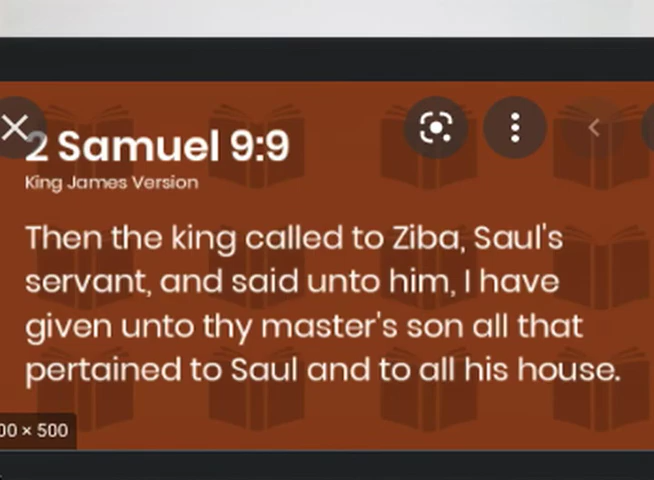 2 Samuel 9:9
King James Version
Then the king called to Ziba, Saul's
servant, and said unto him, I have
given unto thy master's son all that
pertained to Saul and to all his house.
00 × 500